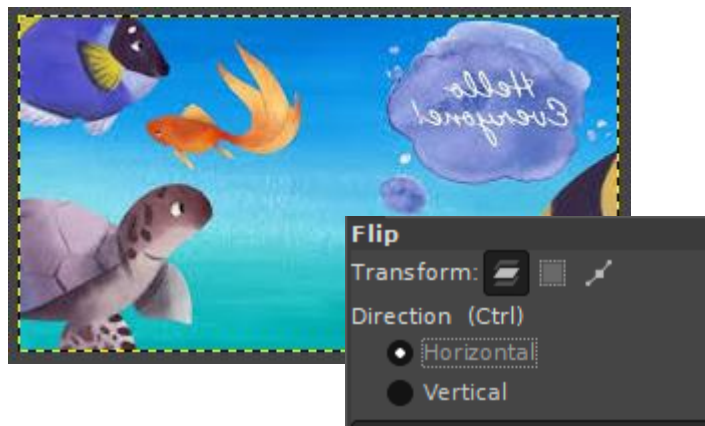 Hello
Everyone!
Flip
Transform:
Direction (Ctrl)
Horizontal
Vertical